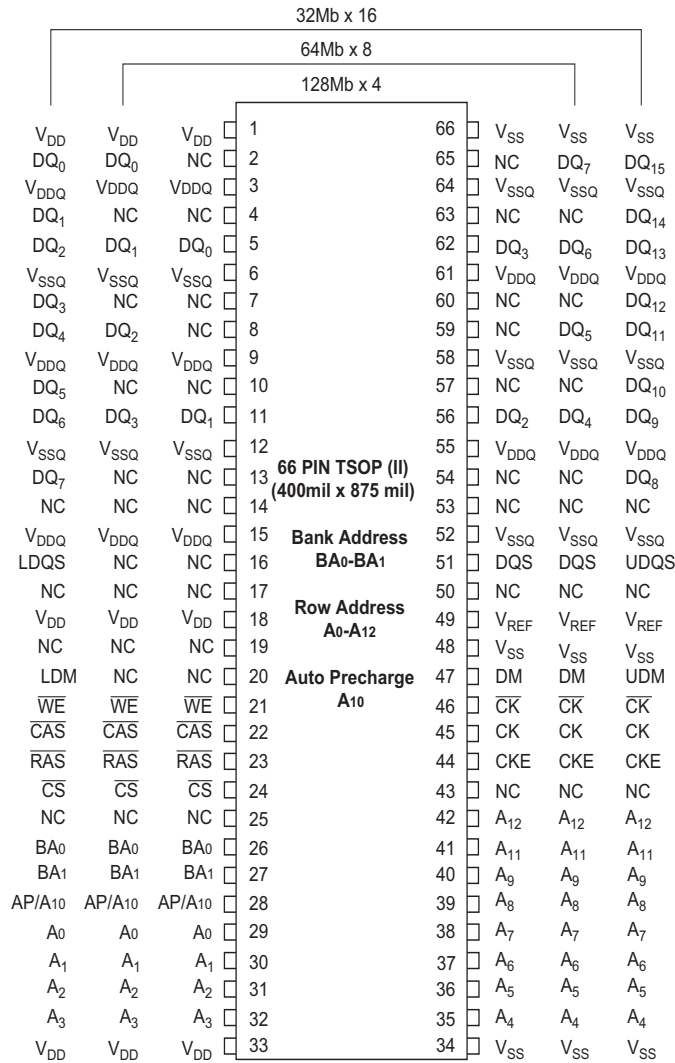 32Mb x 16
64Mb x 8
128Mb x 4
VDD VDD VDD 1 66 VSS VSS VSS
DQ0 DQ0 NC 2 65 NC DQ7 DQ15
VDDQ VDDQ VDDQ 3 64 VSSQ VSSQ VSSQ
DQ1 NC NC 4 63 NC NC DQ14
DQ2 DQ1 DQ0 5 62 DQ3 DQ6 DQ13
VSSQ VSSQ VSSQ 6 61 VDDQ VDDQ VDDQ
DQ3 NC NC 7 60 NC NC DQ12
DQ4 DQ2 NC 8 59 NC DQ5 DQ11
VDDQ VDDQ VDDQ 9 58 VSSQ VSSQ VSSQ
DQ5 NC NC 10 57 NC NC DQ10
DQ6 DQ3 DQ1 11 56 DQ2 DQ4 DQ9
VSSQ VSSQ VSSQ 12 55 VDDQ VDDQ VDDQ
66 PIN TSOP (II)
DQ7 NC NC 13 54 NC NC DQ8
(400mil x 875 mil)
NC NC NC 14 53 NC NC NC
VDDQ VDDQ VDDQ 15 Bank Address 52 VSSQ VSSQ VSSQ
LDQS NC NC 16 BA0-BA1 51 DQS DQS UDQS
NC NC NC 17 50 NC NC NC
VDD VDD VDD 18 Row Address 49 VREF VREF VREF
NC NC NC 19 A0-A12 48 VSS VSS VSS
LDM NC NC 20 Auto Precharge 47 DM DM UDM
WE WE WE 21 A10 46 CK CK CK
CAS CAS CAS 22 45 CK CK CK
RAS RAS RAS 23 44 CKE CKE CKE
CS CS CS 24 43 NC NC NC
NC NC NC 25 42 A12 A12 A12
BA0 BA0 BA0 26 41 A11 A11 A11
BA1 BA1 BA1 27 40 A9 A9 A9
AP/A10 AP/A10 AP/A10 28 39 A8 A8 A8
A0 A0 A0 29 38 A7 A7 A7
A1 A1 A1 30 37 A6 A6 A6
A2 A2 A2 31 36 A5 A5 A5
A3 A3 A3 32 35 A4 A4 A4
VDD VDD VDD 33 34 VSS VSS VSS